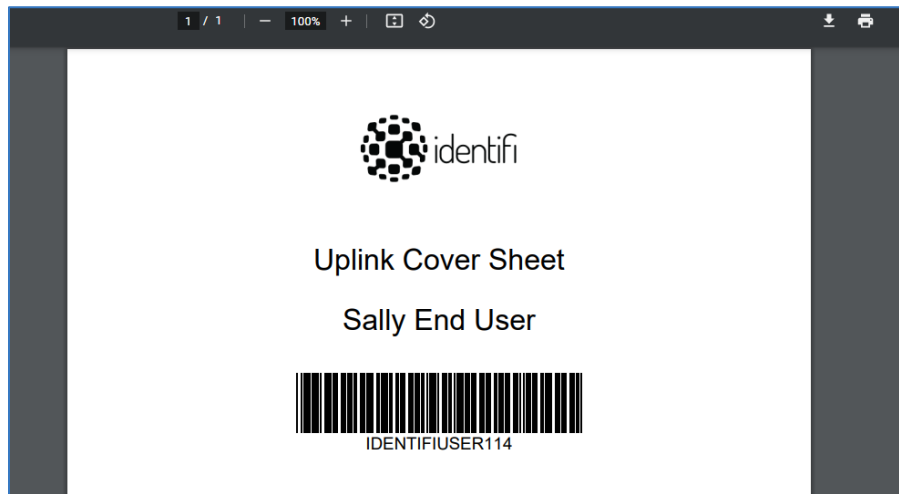 1 / 1 100%
identifi
Uplink Cover Sheet
Sally End User
IDENTIFIUSER114